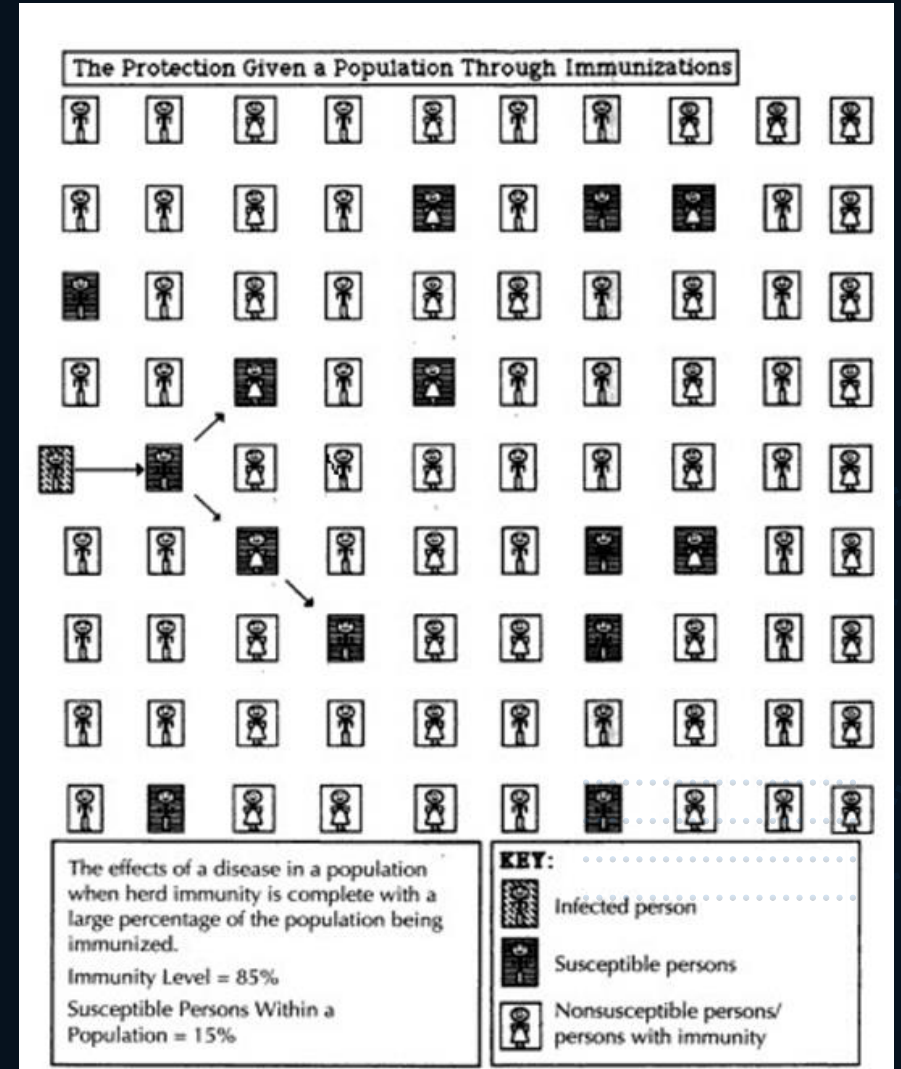 The Protection Given a Population Through Immunizations
The effects of a disease in a population
when herd immunity is complete with a
large percentage of the population being
immunized.
Immunity Level = 85%
Susceptible Persons Within a
Population = 15%
KEY:
Infected person
Susceptible persons
Nonsusceptible persons/
persons with immunity